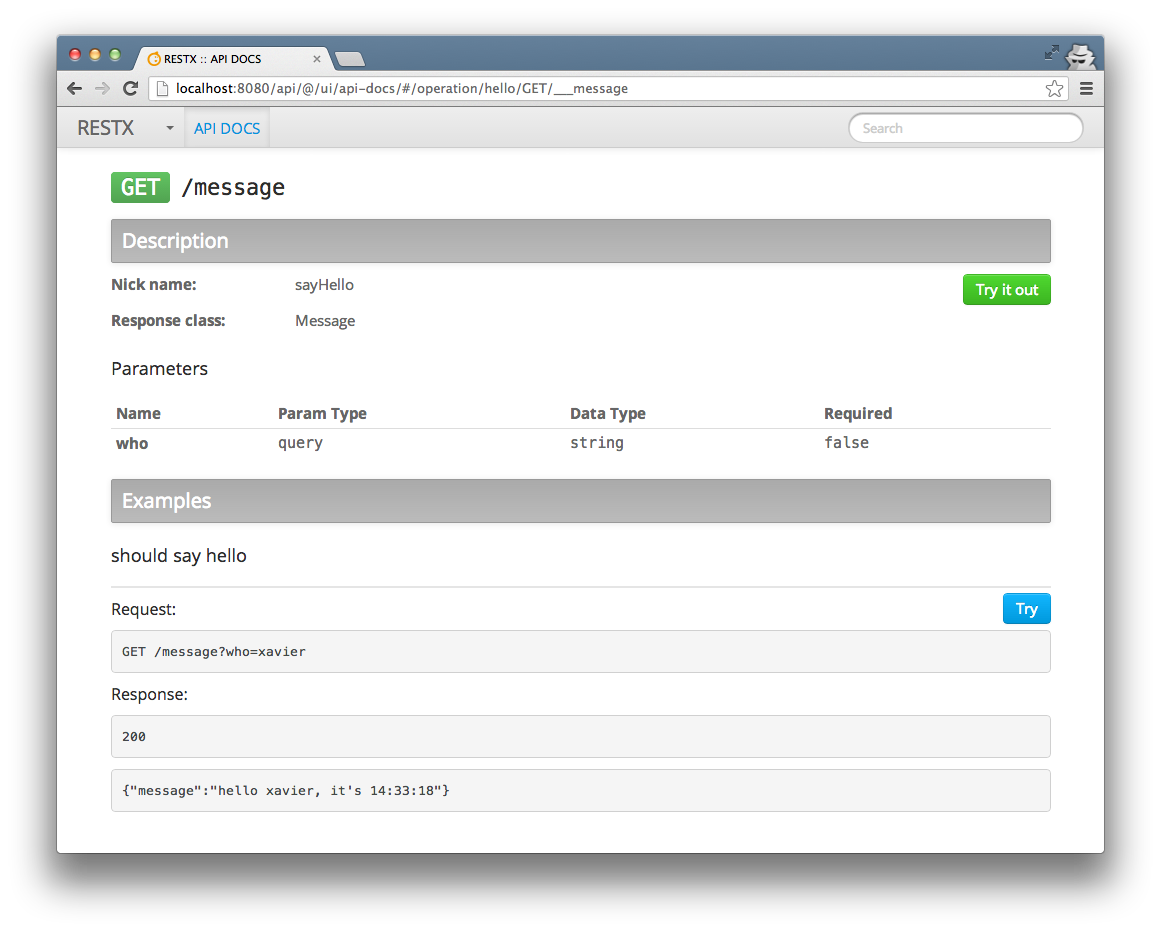 RESTX :: API DOCS
localhost:8080/api/@/ui/api-docs/#/operation/hello/GET/___message
RESTX API DOCS Search
GET /message
Description
Nick name: sayHello Try it out
Response class: Message
Parameters
Name Param Type Data Type Required
who query string false
Examples
should say hello
Request: Try
GET /message?who=xavier
Response:
200
{"message":"hello xavier, it's 14:33:18"}